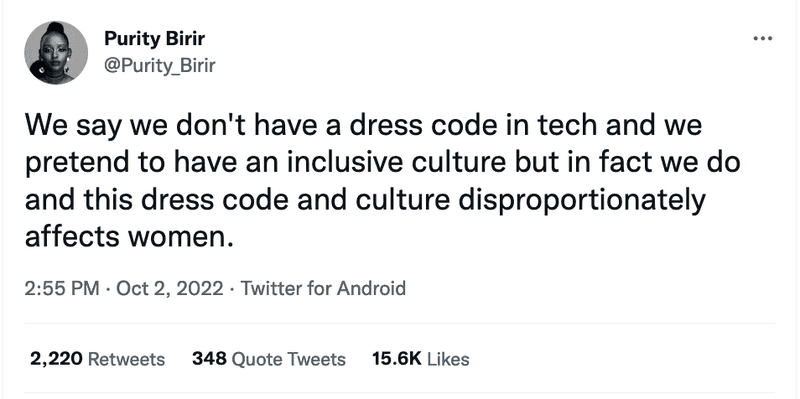 Purity Birir
@Purity_Birir
We say we don't have a dress code in tech and we
pretend to have an inclusive culture but in fact we do
and this dress code and culture disproportionately
affects women.
2:55 PM · Oct 2, 2022 · Twitter for Android
2,220 Retweets 348 Quote Tweets 15.6K Likes